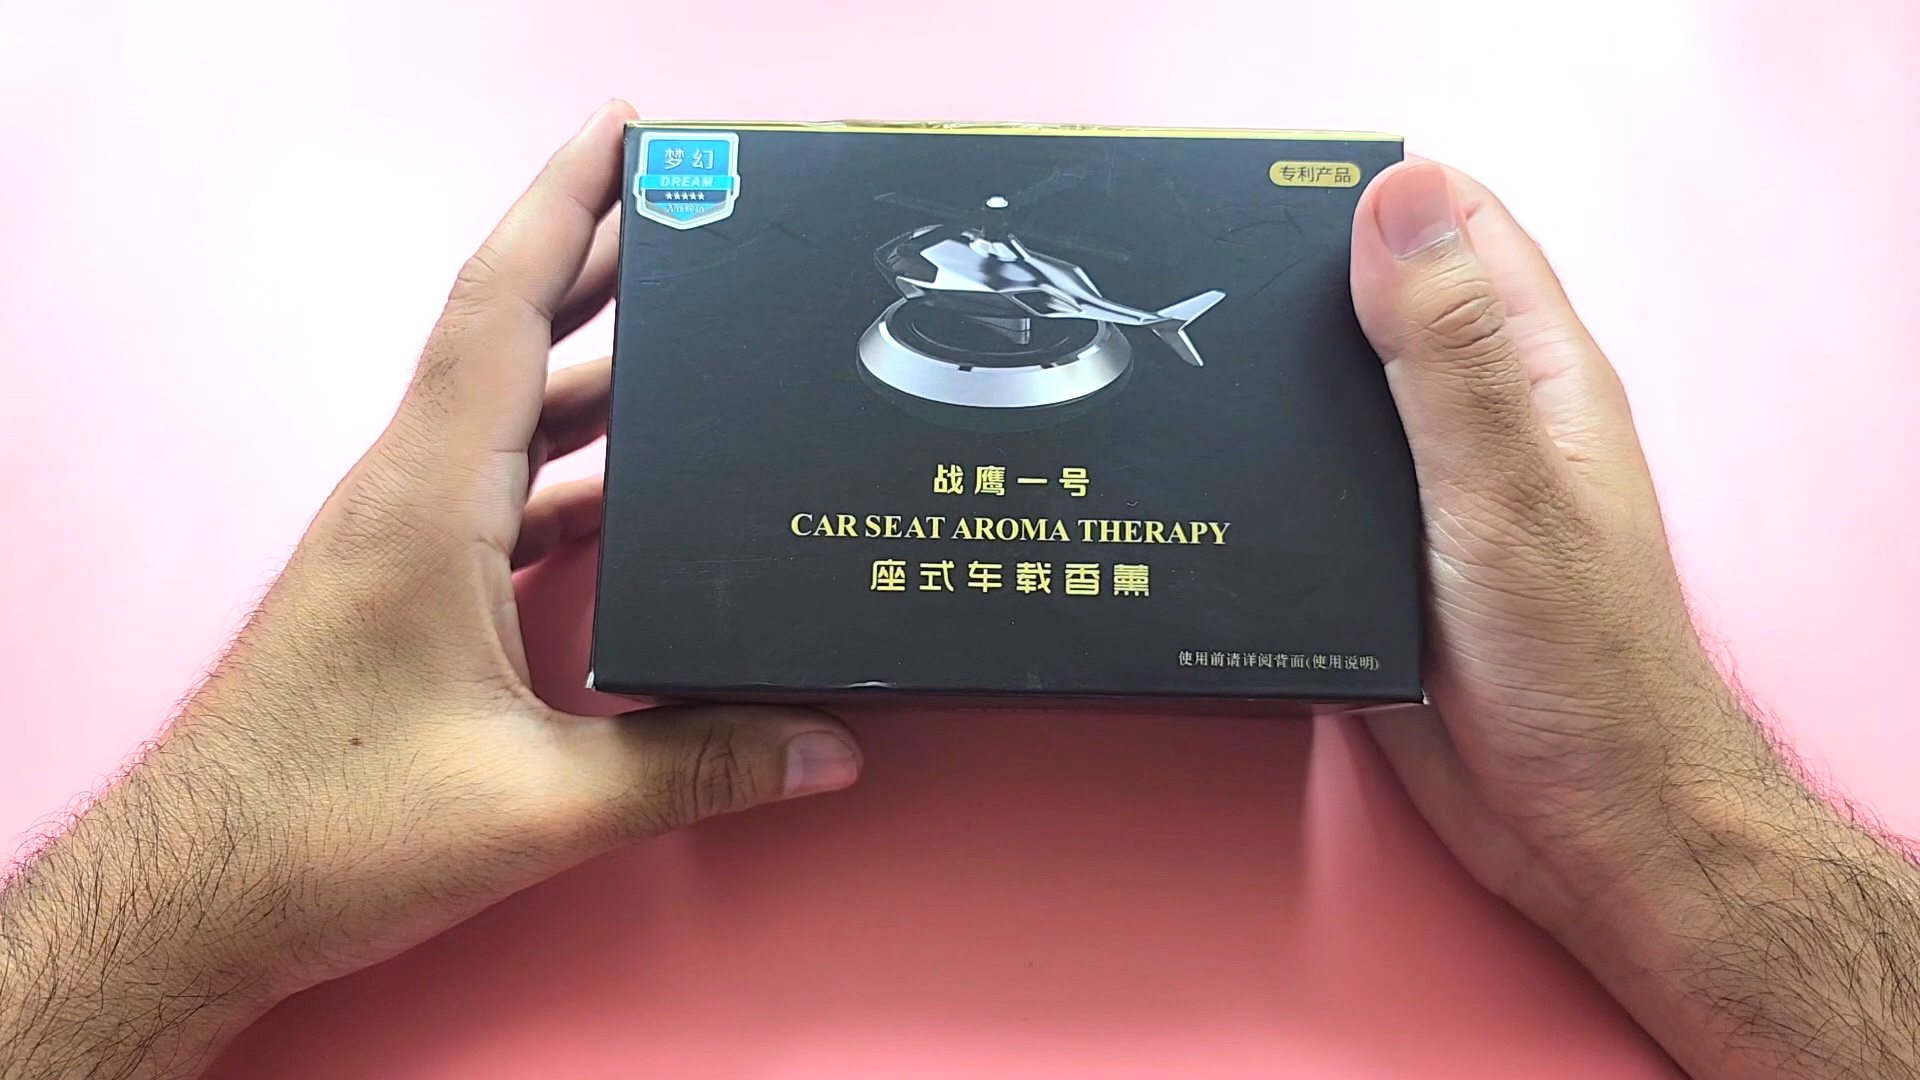 梦幻
DREAM
专利产品
战鹰一号
CAR SEAT AROMA THERAPY
座式车载香薰
使用前请详阅背面(使用说明)